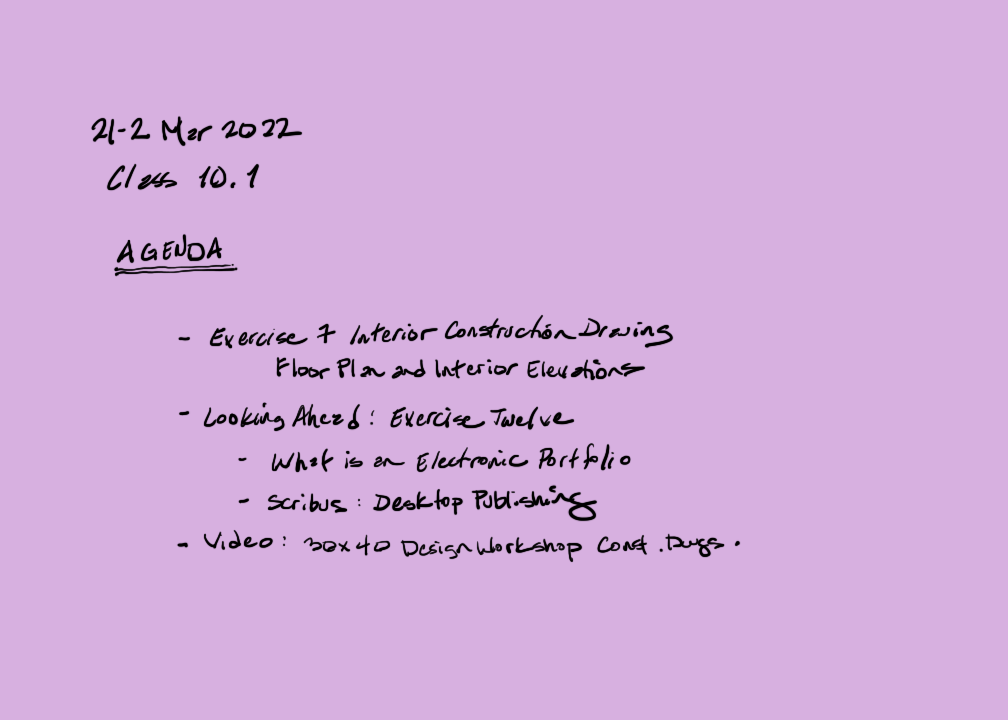 21-2 Mar 2022
Class 10.1
AGENDA
- Exercise 7 Interior Construction Drawing
Floor Plan and Interior Elevations
- Looking Ahead: Exercise Twelve
- What is an Electronic Portfolio
- Scribus: Desktop Publishing
- Video: 30x40 Design Workshop Const. Dwgs.